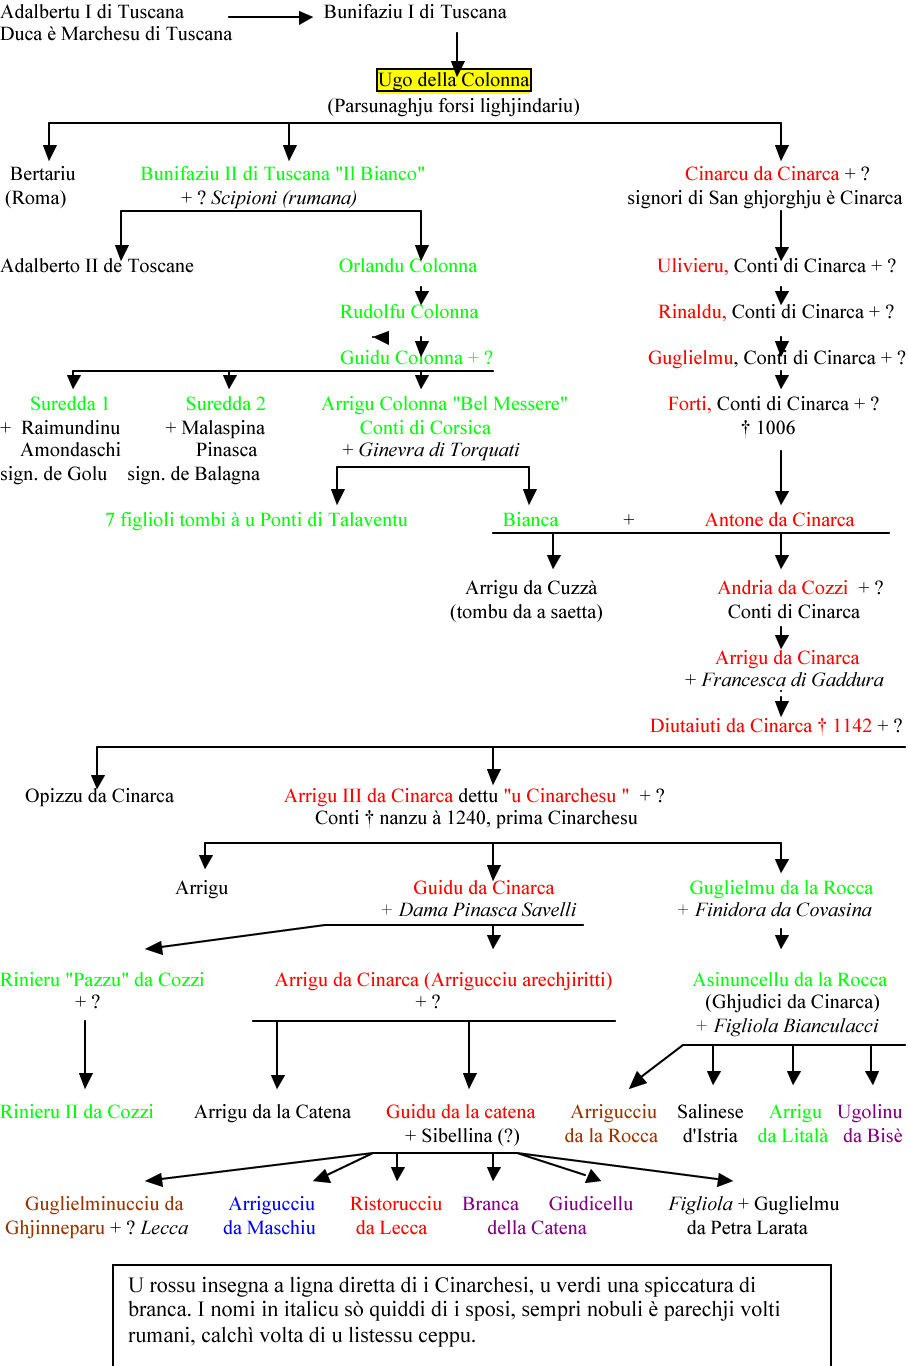 Adalbertu I di Tuscana
Bunifaziu I di Tuscana
Duca è Marchesu di Tuscana
Ugo della Colonna
(Parsunaghju forsi lighjindariu)
Bertariu
(Roma)
Bunifaziu II di Tuscana "Il Bianco"
+ ? Scipioni (rumana)
Cinarcu da Cinarca + ?
signori di San ghjorghju è Cinarca
Adalberto II de Toscane
Orlandu Colonna
Ulivieru, Conti di Cinarca + ?
Rudolfu Colonna
Rinaldu, Conti di Cinarca + ?
Guidu Colonna + ?
Guglielmu, Conti di Cinarca + ?
Suredda 1
+ Raimundinu
Amondaschi
sign. de Golu
Suredda 2
+ Malaspina
Pinasca
sign. de Balagna
Arrigu Colonna "Bel Messere"
Conti di Corsica
+ Ginevra di Torquati
Forti, Conti di Cinarca + ?
† 1006
7 figlioli tombi à u Ponti di Talaventu
Bianca + Antone da Cinarca
Arrigu da Cuzzà
(tombu da a saetta)
Andria da Cozzi + ?
Conti di Cinarca
Arrigu da Cinarca
+ Francesca di Gaddura
Diutaiuti da Cinarca † 1142 + ?
Opizzu da Cinarca
Arrigu III da Cinarca dettu "u Cinarchesu " + ?
Conti † nanzu à 1240, prima Cinarchesu
Arrigu
Guidu da Cinarca
+ Dama Pinasca Savelli
Guglielmu da la Rocca
+ Finidora da Covasina
Rinieru "Pazzu" da Cozzi
+ ?
Arrigu da Cinarca (Arrigucciu arechjiritti)
+ ?
Asinuncellu da la Rocca
(Ghjudici da Cinarca)
+ Figliola Bianculacci
Rinieru II da Cozzi
Arrigu da la Catena
Guidu da la catena
+ Sibellina (?)
Arrigucciu
da la Rocca
Salinese
d'Istria
Arrigu
da Litalà
Ugolinu
da Bisè
Guglielminucciu da
Ghjinneparu + ? Lecca
Arrigucciu
da Maschiu
Ristorucciu
da Lecca
Branca Giudicellu
della Catena
Figliola + Guglielmu
da Petra Larata
U rossu insegna a ligna diretta di i Cinarchesi, u verdi una spiccatura di
branca. I nomi in italicu sò quiddi di i sposi, sempri nobuli è parechji volti
rumani, calchì volta di u listessu ceppu.